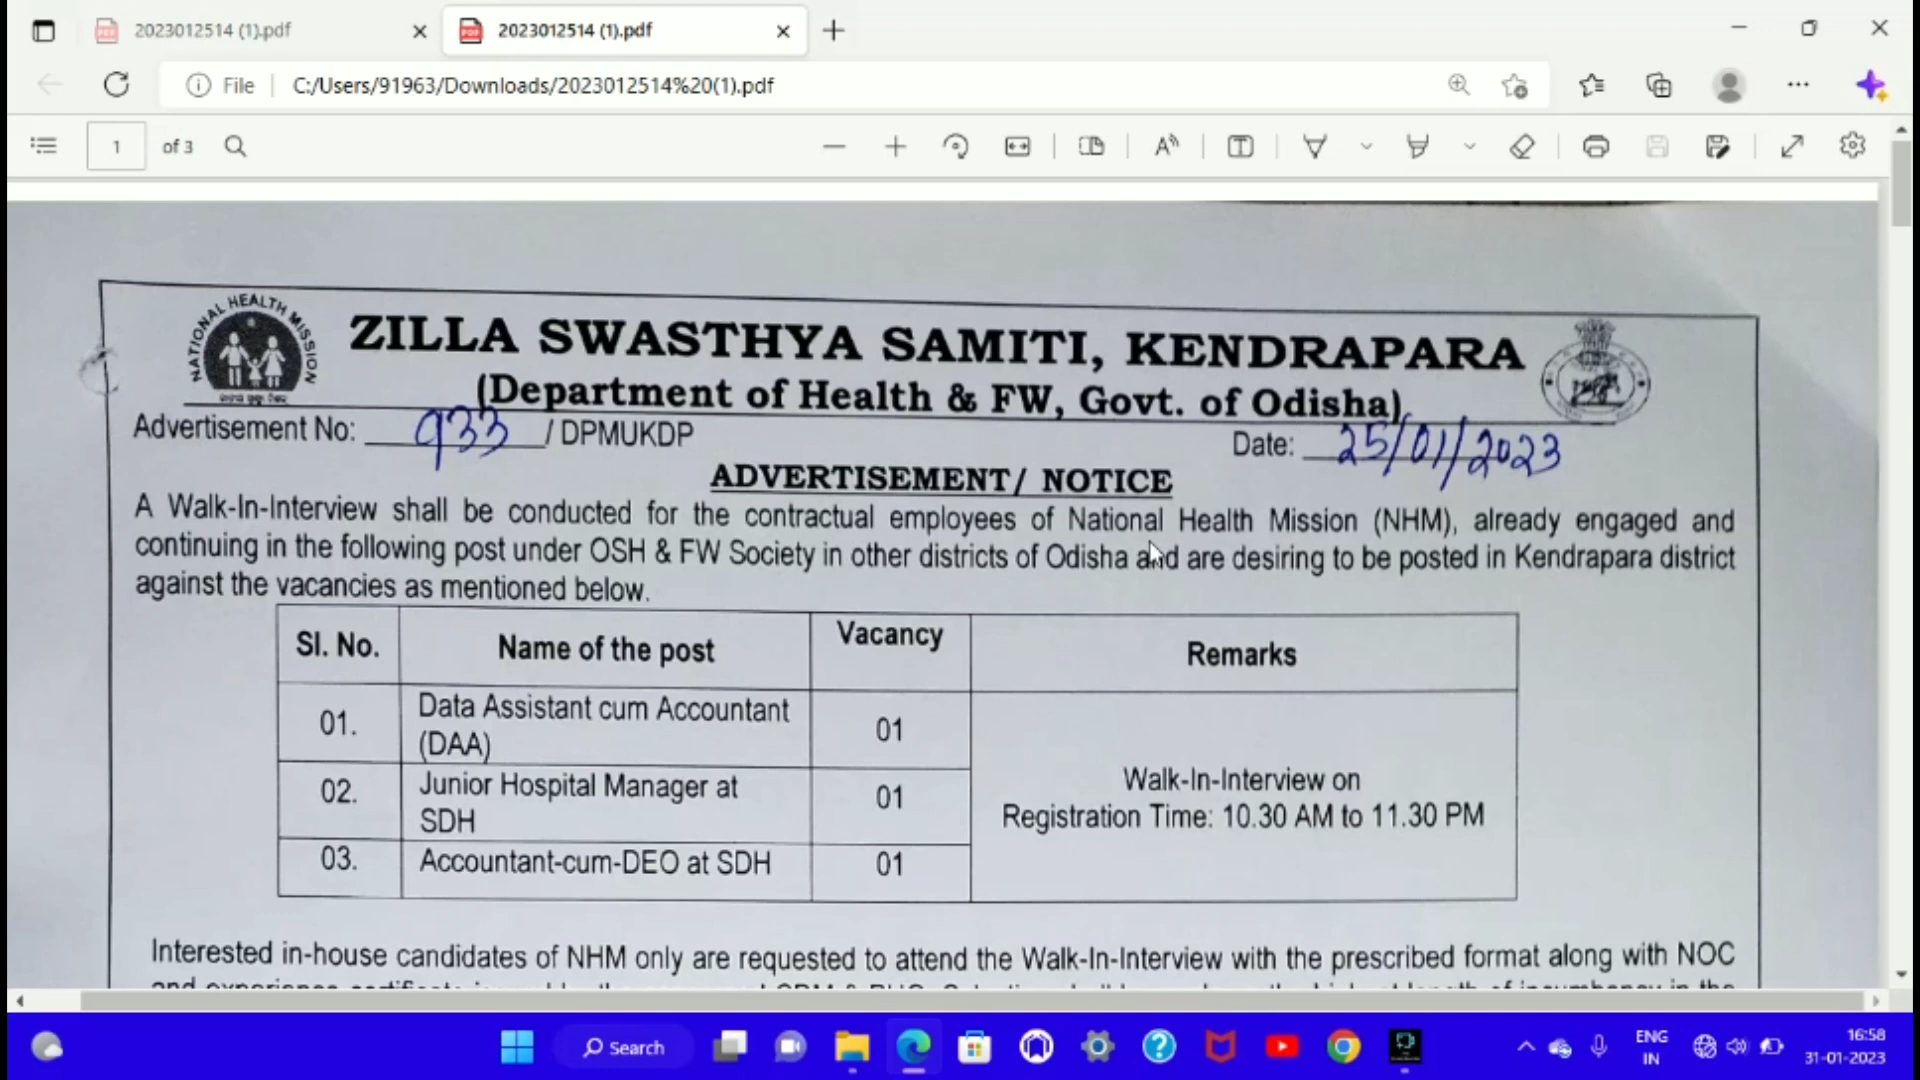 2023012514 (1).pdf
2023012514 (1).pdf
File
C:/Users/91963/Downloads/2023012514%20(1).pdf
1 of 3
NATIONAL HEALTH MISSION
ZILLA SWASTHYA SAMITI, KENDRAPARA
(Department of Health & FW, Govt. of Odisha)
Advertisement No: 933 / DPMUKDP
Date: 25/01/2023
ADVERTISEMENT/ NOTICE
A Walk-In-Interview shall be conducted for the contractual employees of National Health Mission (NHM), already engaged and
continuing in the following post under OSH & FW Society in other districts of Odisha and are desiring to be posted in Kendrapara district
against the vacancies as mentioned below.
Sl. No. Name of the post Vacancy Remarks
01. Data Assistant cum Accountant (DAA) 01
02. Junior Hospital Manager at SDH 01
03. Accountant-cum-DEO at SDH 01
Walk-In-Interview on
Registration Time: 10.30 AM to 11.30 PM
Interested in-house candidates of NHM only are requested to attend the Walk-In-Interview with the prescribed format along with NOC
Search
ENG
IN
16:58
31-01-2023